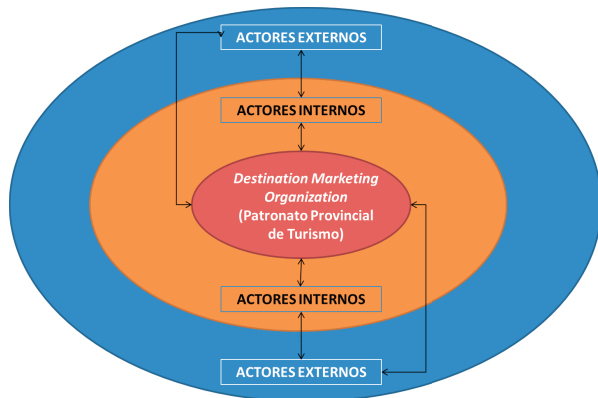 ACTORES EXTERNOS
ACTORES INTERNOS
Destination Marketing
Organization
(Patronato Provincial
de Turismo)
ACTORES INTERNOS
ACTORES EXTERNOS